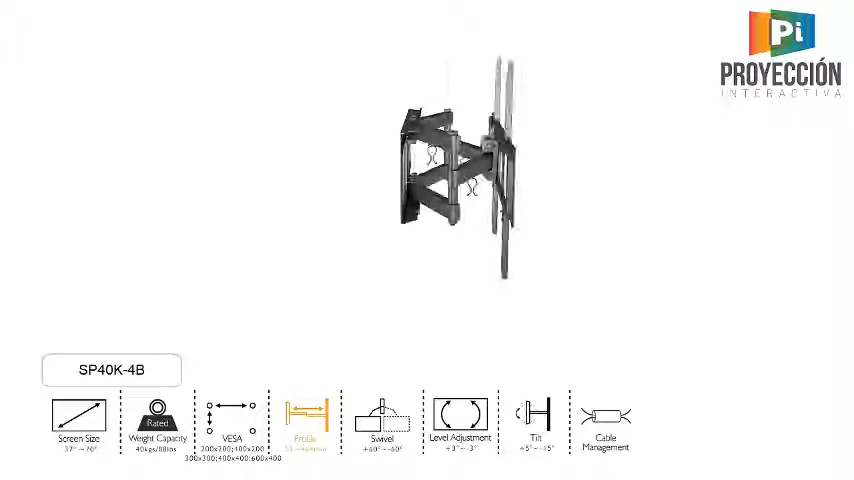 Pi
PROYECCIÓN
INTERACTIVA
SP40K-4B
Rated
Screen Size
37" ~ 70"
Weight Capacity
40kgs/88lbs
VESA
200x200;400x200
300x300;400x400;600x400
Profile
Swivel
+60° ~ -60°
Level Adjustment
+3° ~ -3°
Tilt
+5° ~ -15°
Cable
Management